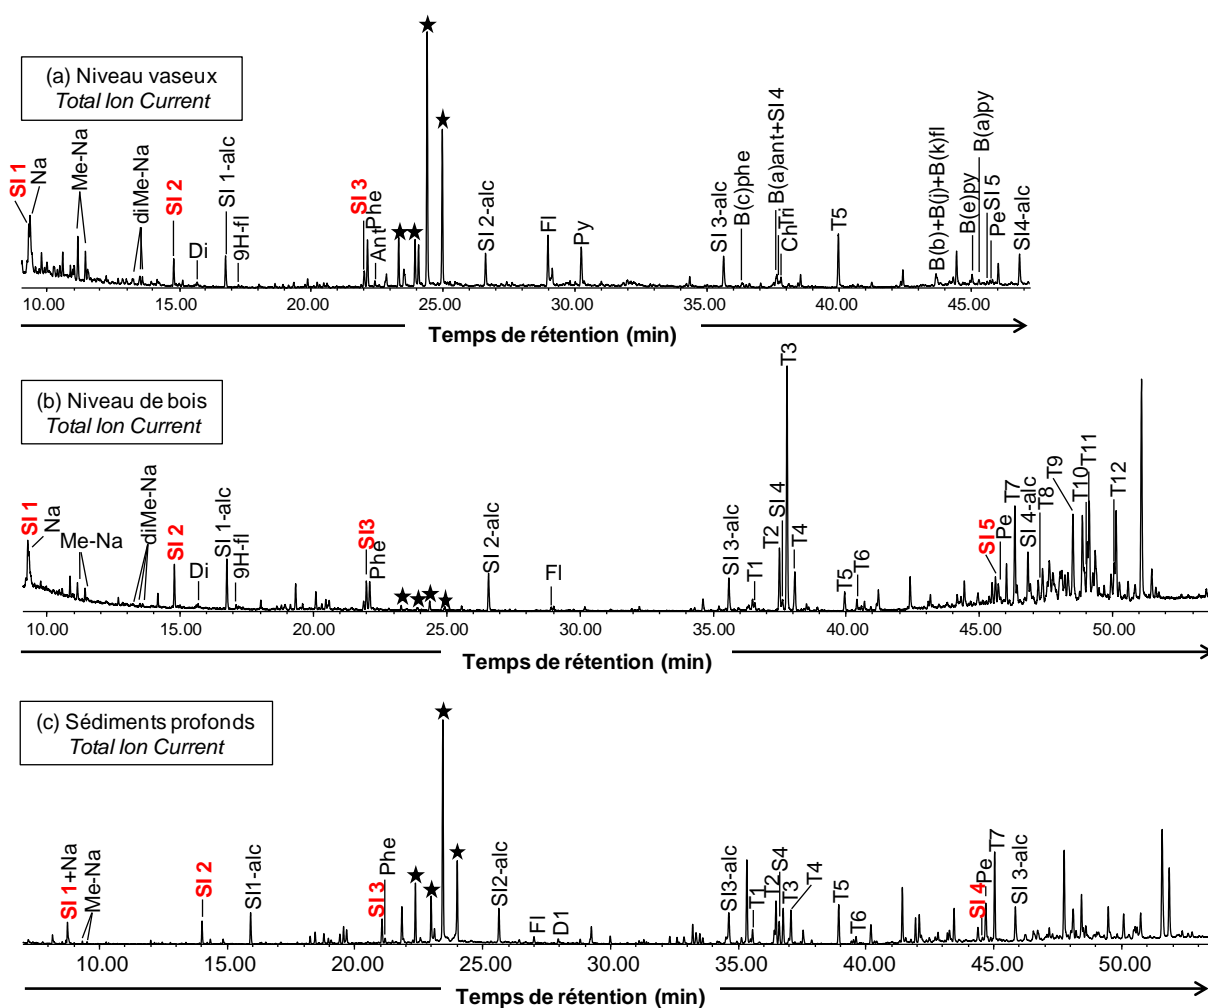 (a) Niveau vaseux
Total Ion Current
SI 1
Na
Me-Na
diMe-Na
SI 2
Di
SI 1-alc
9H-fl
SI 3
Phe
Ant
SI 2-alc
Fl
Py
SI 3-alc
B(c)phe
B(a)ant+SI 4
Tri
Ch
T5
B(b)+B(j)+B(k)fl
B(e)py
B(a)py
SI 5
Pe
SI4-alc
10.00 15.00 20.00 25.00 30.00 35.00 40.00 45.00
Temps de rétention (min)
(b) Niveau de bois
Total Ion Current
SI 1
Na
Me-Na
diMe-Na
SI 2
Di
SI 1-alc
9H-fl
SI3
Phe
SI 2-alc
Fl
SI 3-alc
T1
T2
SI 4
T3
T4
T5
T6
SI 5
Pe
T7
SI 4-alc
T8
T9
T10
T11
T12
10.00 15.00 20.00 25.00 30.00 35.00 40.00 45.00 50.00
Temps de rétention (min)
(c) Sédiments profonds
Total Ion Current
SI 1+Na
Me-Na
SI 2
SI1-alc
SI 3
Phe
SI2-alc
Fl
D1
SI3-alc
T1
T2
S4
T3
T4
T5
T6
SI 4
Pe
T7
SI 3-alc
10.00 15.00 20.00 25.00 30.00 35.00 40.00 45.00 50.00
Temps de rétention (min)